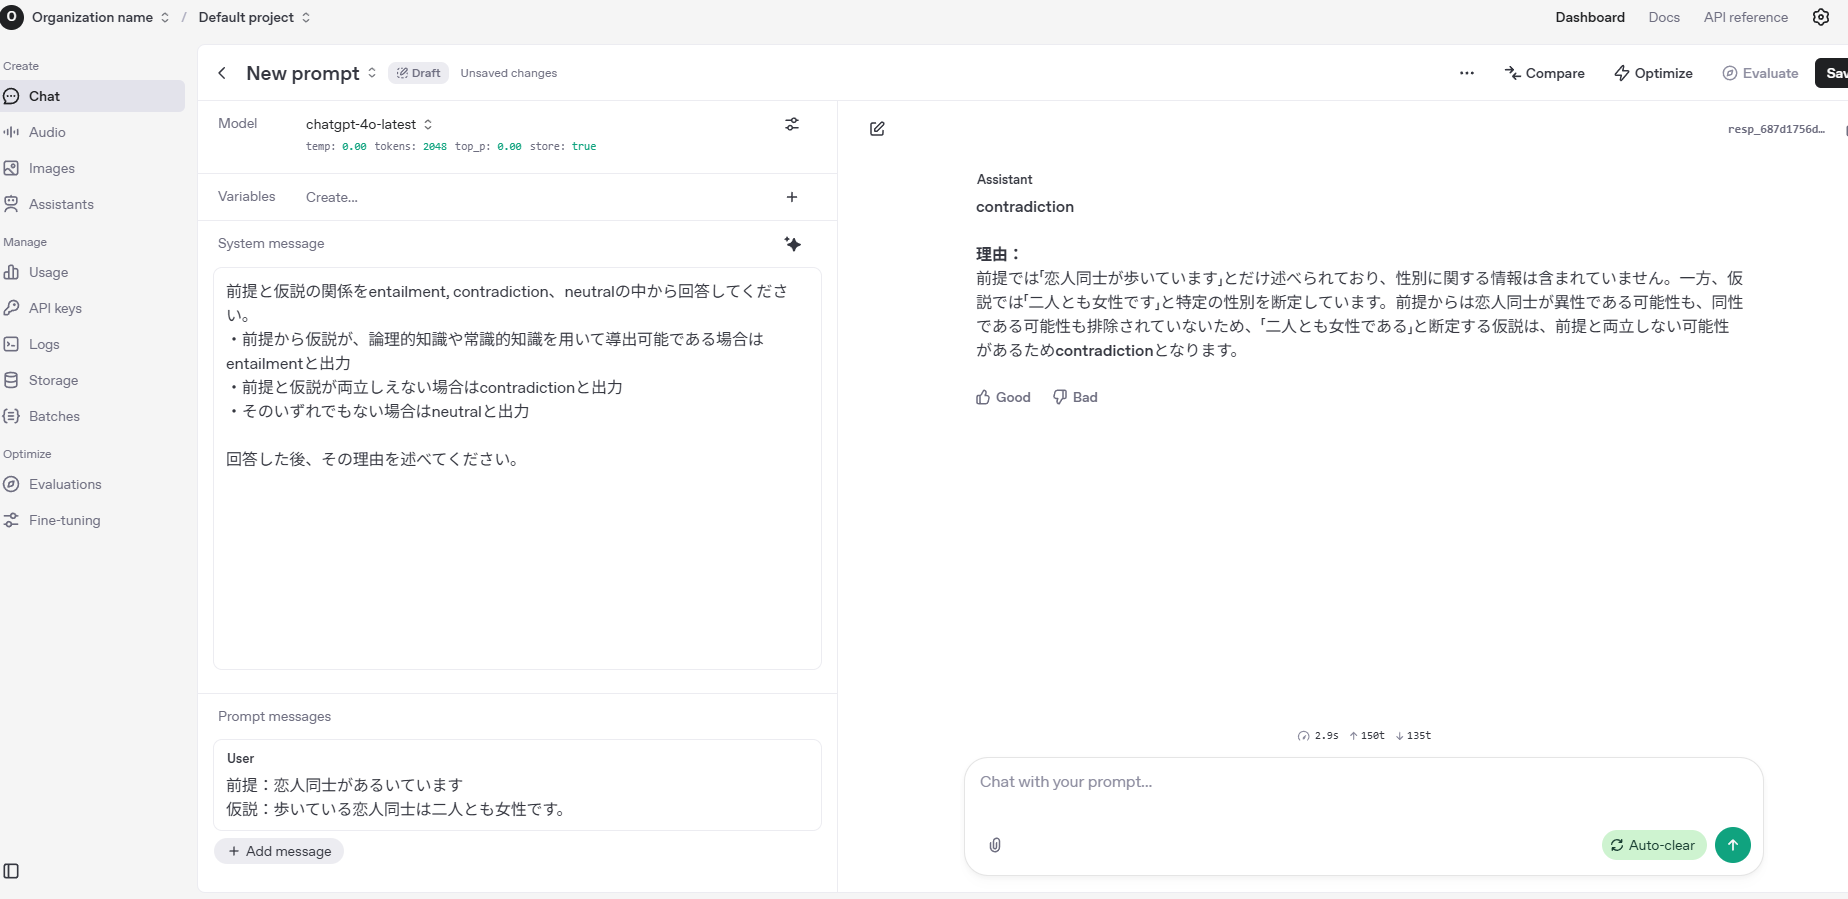 O Organization name / Default project
Dashboard Docs API reference
Create
Chat
Audio
Images
Assistants
Manage
Usage
API keys
Logs
Storage
Batches
Optimize
Evaluations
Fine-tuning
New prompt Draft Unsaved changes
Compare Optimize Evaluate Sav
Model chatgpt-4o-latest
temp: 0.00 tokens: 2048 top_p: 0.00 store: true
Variables Create...
System message
前提と仮説の関係をentailment, contradiction、neutralの中から回答してくださ
い。
・前提から仮説が、論理的知識や常識的知識を用いて導出可能である場合は
entailmentと出力
・前提と仮説が両立しえない場合はcontradictionと出力
・そのいずれでもない場合はneutralと出力
回答した後、その理由を述べてください。
Prompt messages
User
前提：恋人同士があるいています
仮説：歩いている恋人同士は二人とも女性です。
+ Add message
resp_687d1756d…
Assistant
contradiction
理由：
前提では「恋人同士が歩いています」とだけ述べられており、性別に関する情報は含まれていません。一方、仮
説では「二人とも女性です」と特定の性別を断定しています。前提からは恋人同士が異性である可能性も、同性
である可能性も排除されていないため、「二人とも女性である」と断定する仮説は、前提と両立しない可能性
があるためcontradictionとなります。
Good Bad
2.9s ↑150t ↓135t
Chat with your prompt...
Auto-clear